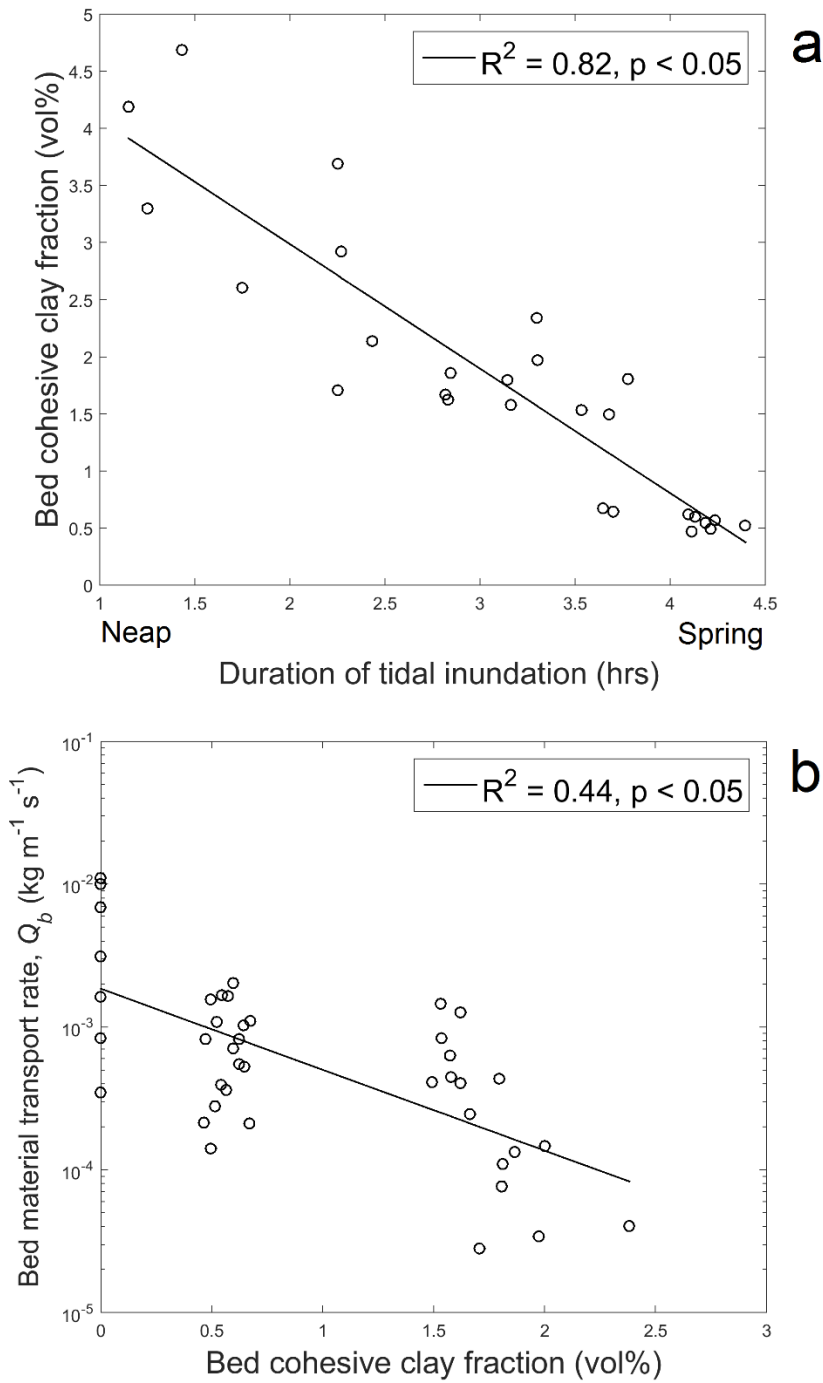 a
R² = 0.82, p < 0.05
Bed cohesive clay fraction (vol%)
5
4.5
4
3.5
3
2.5
2
1.5
1
0.5
0
1 1.5 2 2.5 3 3.5 4 4.5
Neap Spring
Duration of tidal inundation (hrs)
b
R² = 0.44, p < 0.05
Bed material transport rate, Q_b (kg m⁻¹ s⁻¹)
10⁻¹
10⁻²
10⁻³
10⁻⁴
10⁻⁵
0 0.5 1 1.5 2 2.5 3
Bed cohesive clay fraction (vol%)